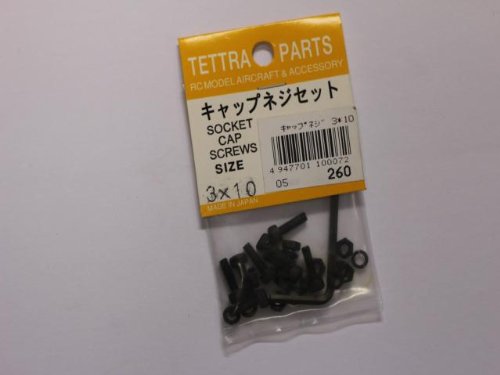 TETTRA PARTS
RC MODEL AIRCRAFT & ACCESSORY
キャップネジセット
SOCKET
CAP
SCREWS
SIZE
3×10
MADE IN JAPAN
キャップネジ 3*10
4 947701 100072
05 260